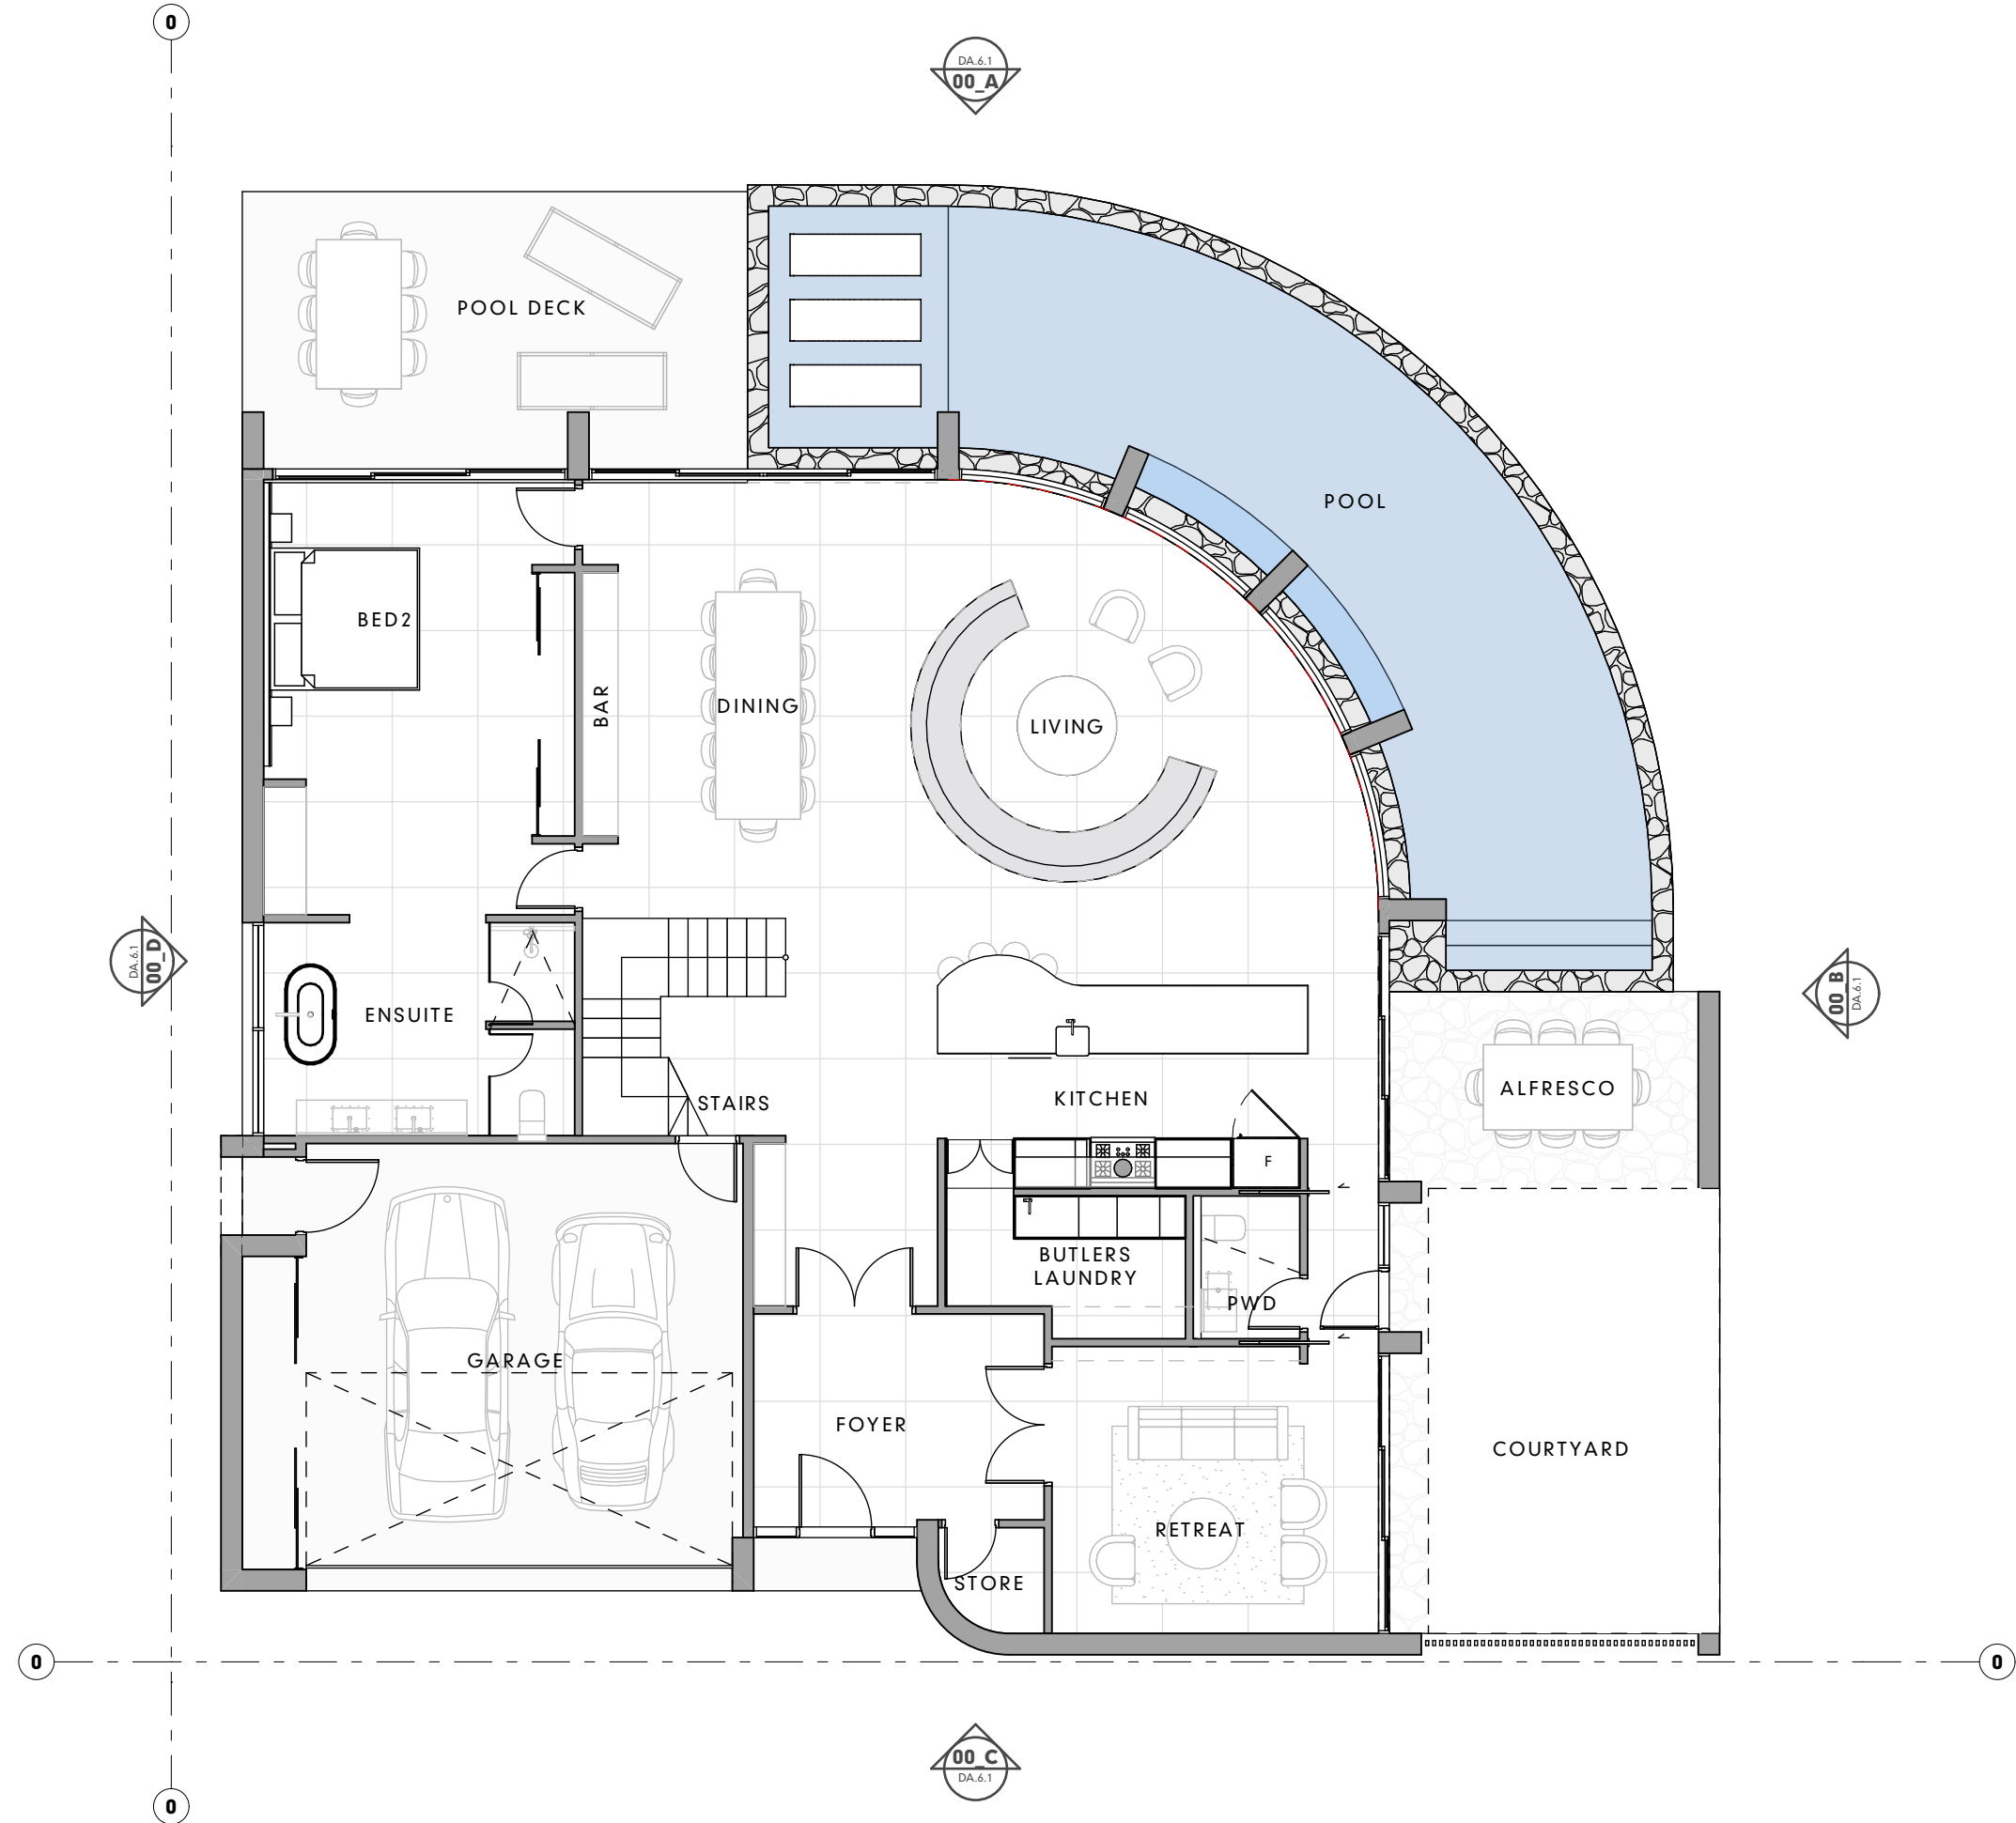 0
DA.6.1
00_A
POOL DECK
POOL
BED2
BAR
DINING
LIVING
DA.6.1
00_D
ENSUITE
00_B
DA.6.1
STAIRS
KITCHEN
ALFRESCO
F
BUTLERS
LAUNDRY
PWD
GARAGE
FOYER
COURTYARD
RETREAT
STORE
0
0
00_C
DA.6.1
0